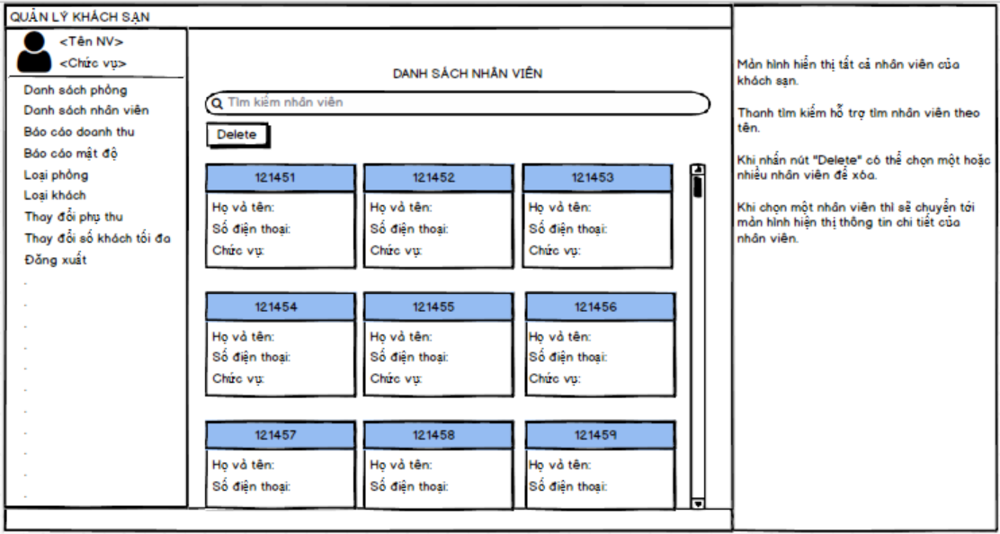 QUẢN LÝ KHÁCH SẠN
<Tên NV>
<Chức vụ>
Danh sách phòng
Danh sách nhân viên
Báo cáo doanh thu
Báo cáo mật độ
Loại phòng
Loại khách
Thay đổi phụ thu
Thay đổi số khách tối đa
Đăng xuất
DANH SÁCH NHÂN VIÊN
Tìm kiếm nhân viên
Delete
121451
Họ và tên:
Số điện thoại:
Chức vụ:
121452
Họ và tên:
Số điện thoại:
Chức vụ:
121453
Họ và tên:
Số điện thoại:
Chức vụ:
121454
Họ và tên:
Số điện thoại:
Chức vụ:
121455
Họ và tên:
Số điện thoại:
Chức vụ:
121456
Họ và tên:
Số điện thoại:
Chức vụ:
121457
Họ và tên:
Số điện thoại:
121458
Họ và tên:
Số điện thoại:
121459
Họ và tên:
Số điện thoại:
Màn hình hiển thị tất cả nhân viên của
khách sạn.
Thanh tìm kiếm hỗ trợ tìm nhân viên theo
tên.
Khi nhấn nút "Delete" có thể chọn một hoặc
nhiều nhân viên để xóa.
Khi chọn một nhân viên thì sẽ chuyển tới
màn hình hiện thị thông tin chi tiết của
nhân viên.